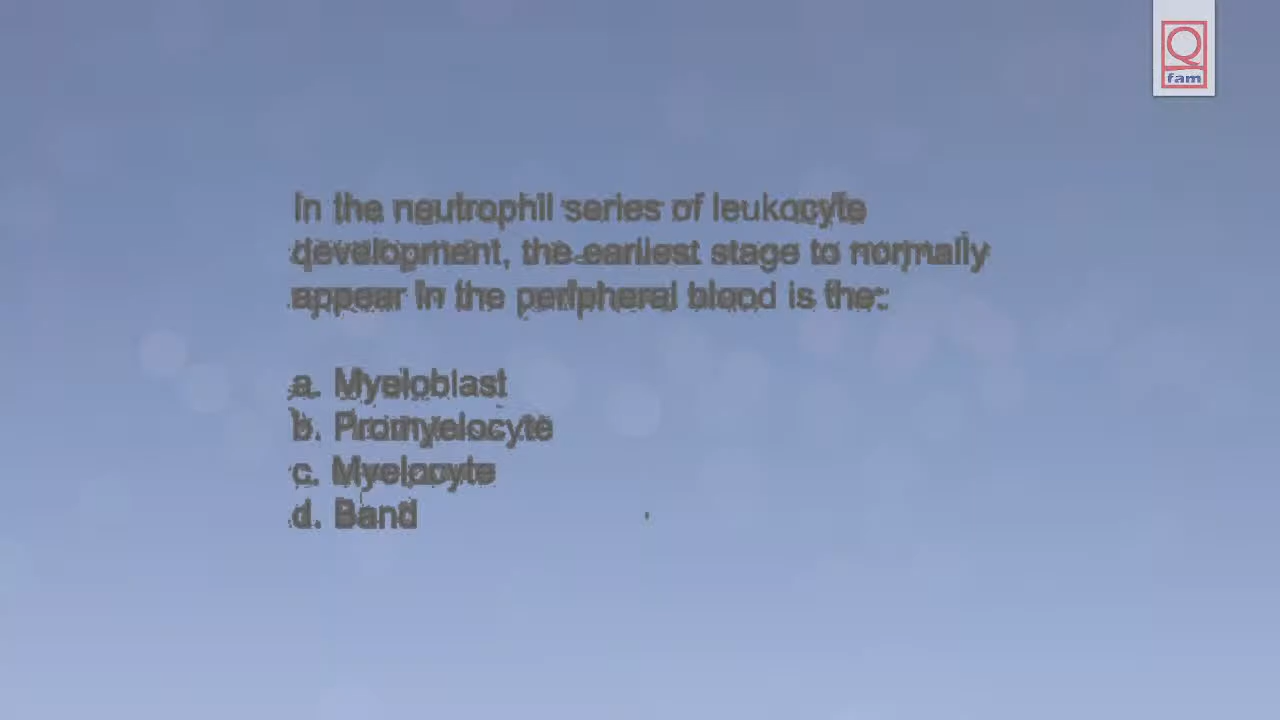 Q
fam
In the neutrophil series of leukocyte
development, the earliest stage to normally
appear in the peripheral blood is the:
a. Myeloblast
b. Promyelocyte
c. Myelocyte
d. Band